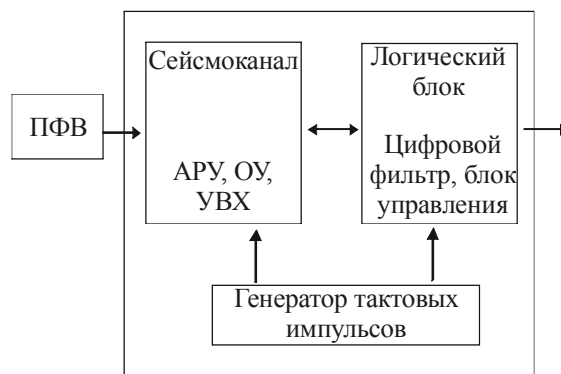 Сейсмоканал
АРУ, ОУ,
УВХ
Логический
блок
Цифровой
фильтр, блок
управления
ПФВ
Генератор тактовых
импульсов